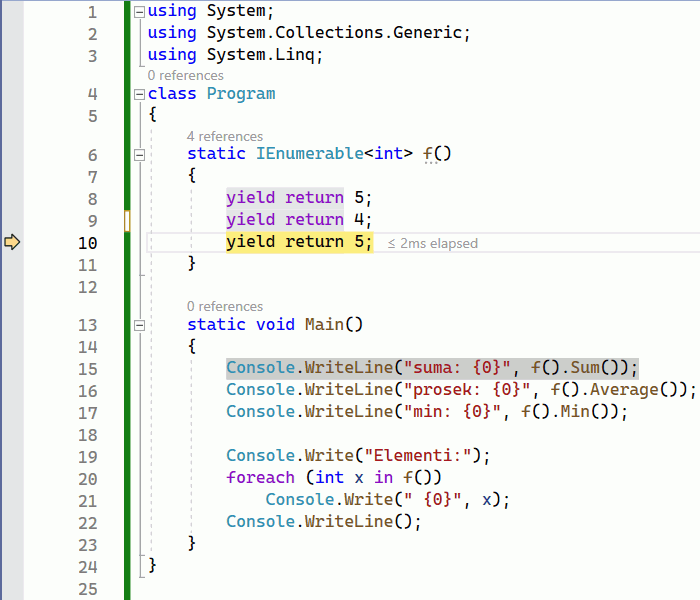 1 using System;
2 using System.Collections.Generic;
3 using System.Linq;
0 references
4 class Program
5 {
4 references
6 static IEnumerable<int> f()
7 {
8 yield return 5;
9 yield return 4;
10 yield return 5; ≤ 2ms elapsed
11 }
12
0 references
13 static void Main()
14 {
15 Console.WriteLine("suma: {0}", f().Sum());
16 Console.WriteLine("prosek: {0}", f().Average());
17 Console.WriteLine("min: {0}", f().Min());
18
19 Console.Write("Elementi:");
20 foreach (int x in f())
21 Console.Write(" {0}", x);
22 Console.WriteLine();
23 }
24 }
25